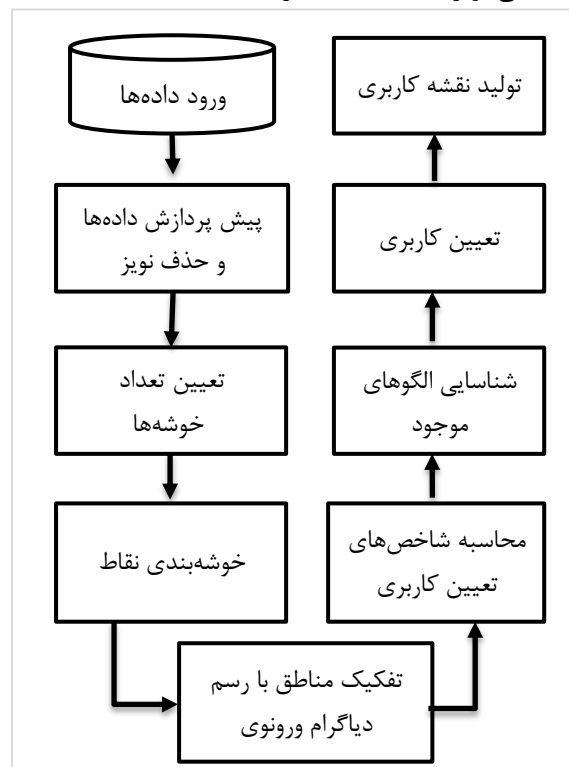 ورود داده‌ها
پیش پردازش داده‌ها
و حذف نویز
تعیین تعداد
خوشه‌ها
خوشه‌بندی نقاط
تفکیک مناطق با رسم
دیاگرام ورونوی
محاسبه شاخص‌های
تعیین کاربری
شناسایی الگوهای
موجود
تعیین کاربری
تولید نقشه کاربری